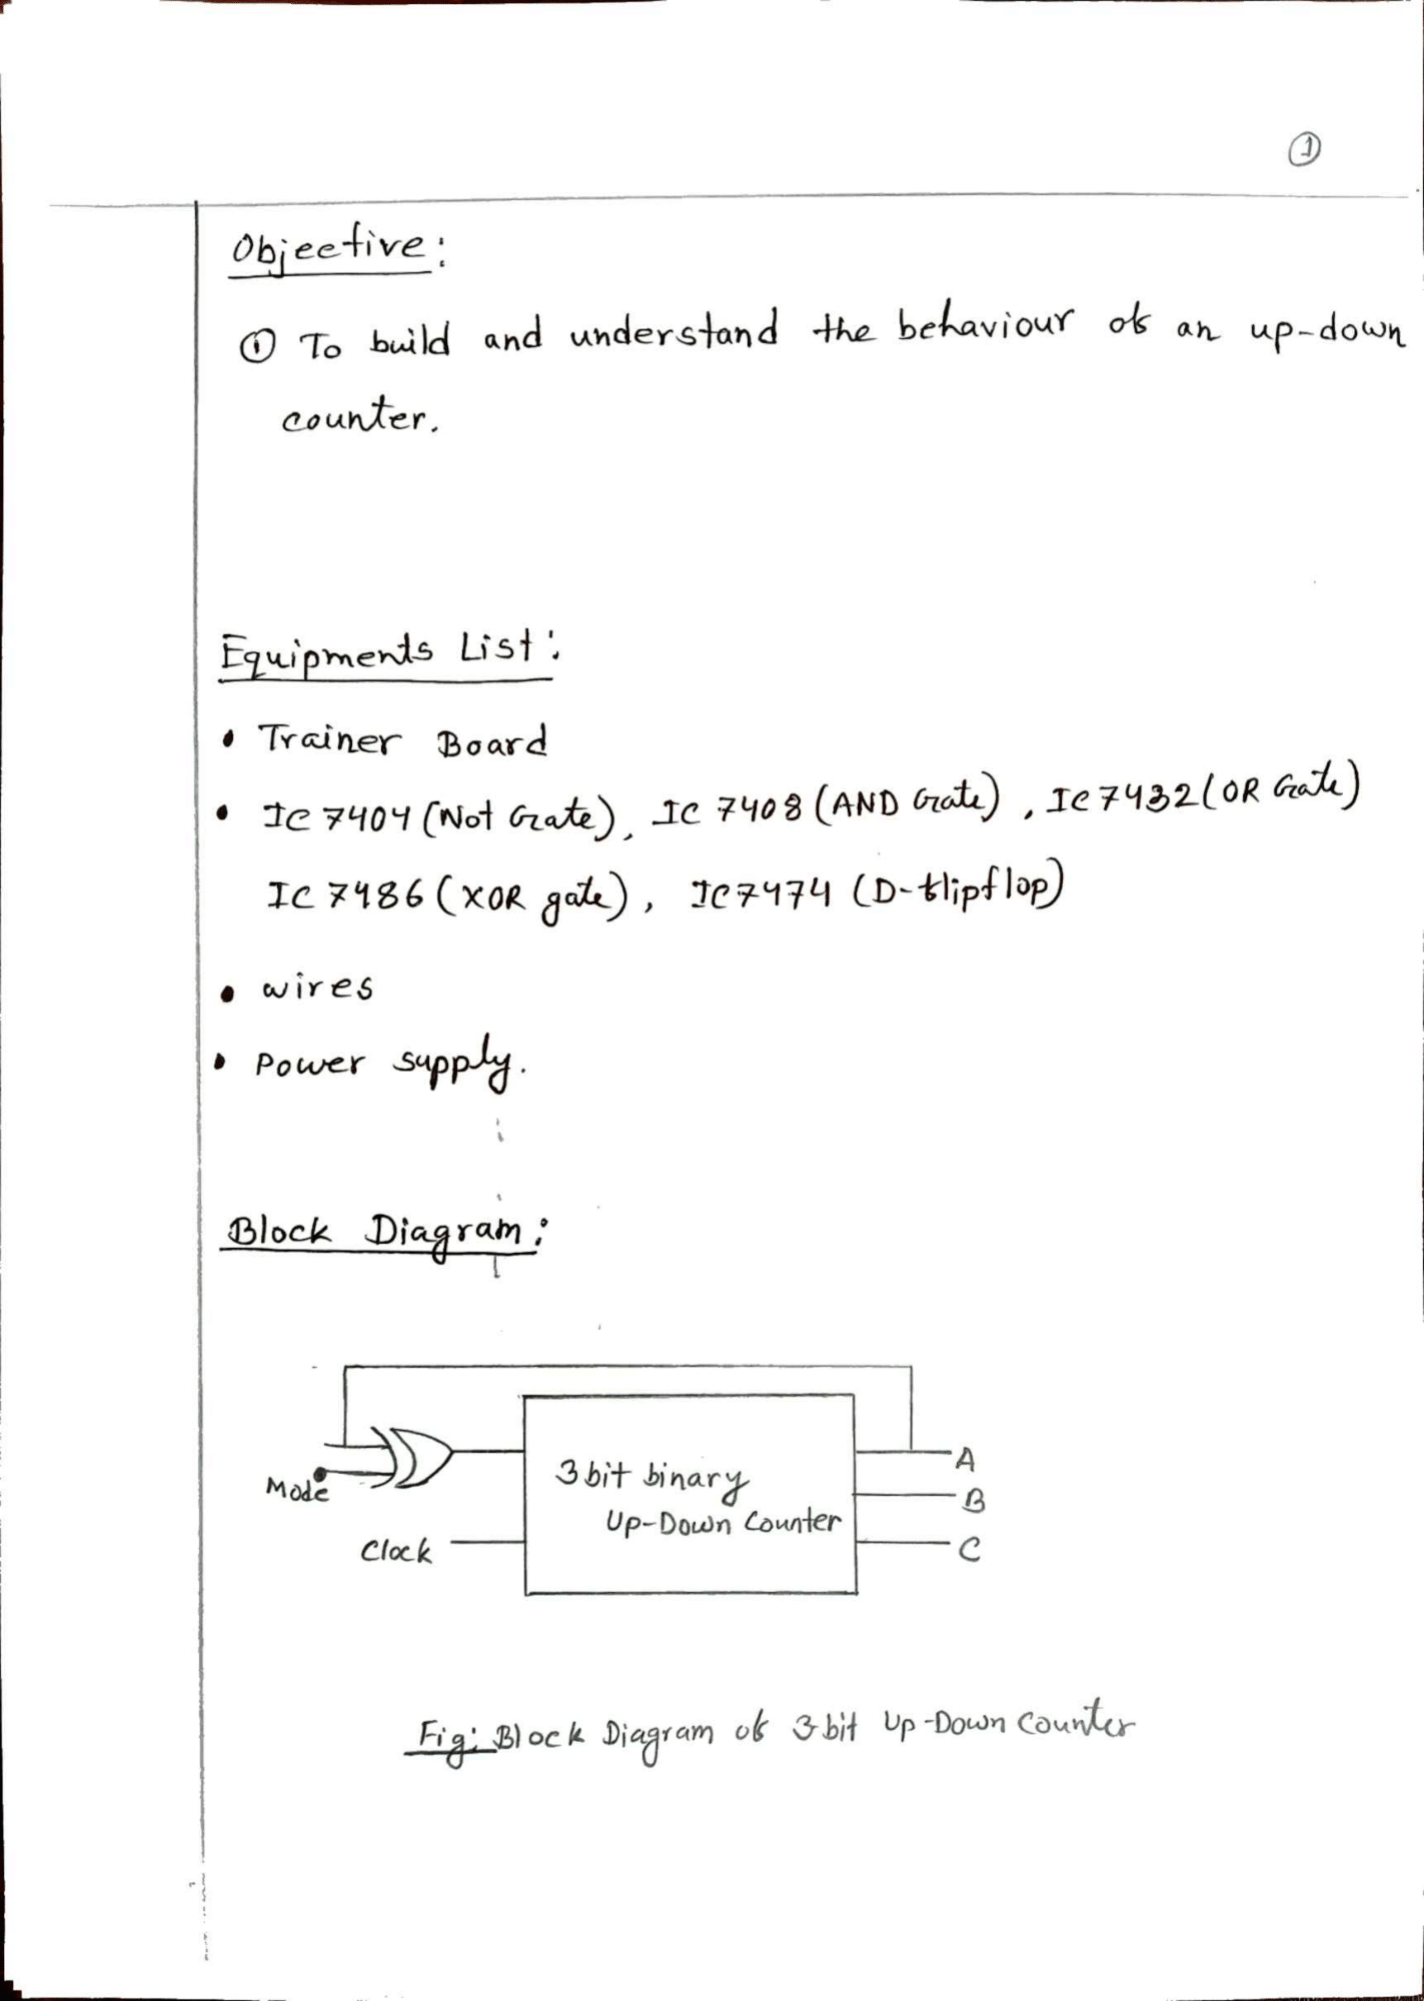 ①
Objective:
① To build and understand the behaviour of an up-down
counter.
Equipments List:
• Trainer Board
• IC 7404 (Not Gate), IC 7408 (AND Gate), IC 7432 (OR Gate)
IC 7486 (XOR gate), IC 7474 (D-flipflop)
• wires
• Power supply.
Block Diagram:
3 bit binary
Up-Down Counter
Mode
Clock
A
B
C
Fig: Block Diagram of 3-bit Up-Down Counter